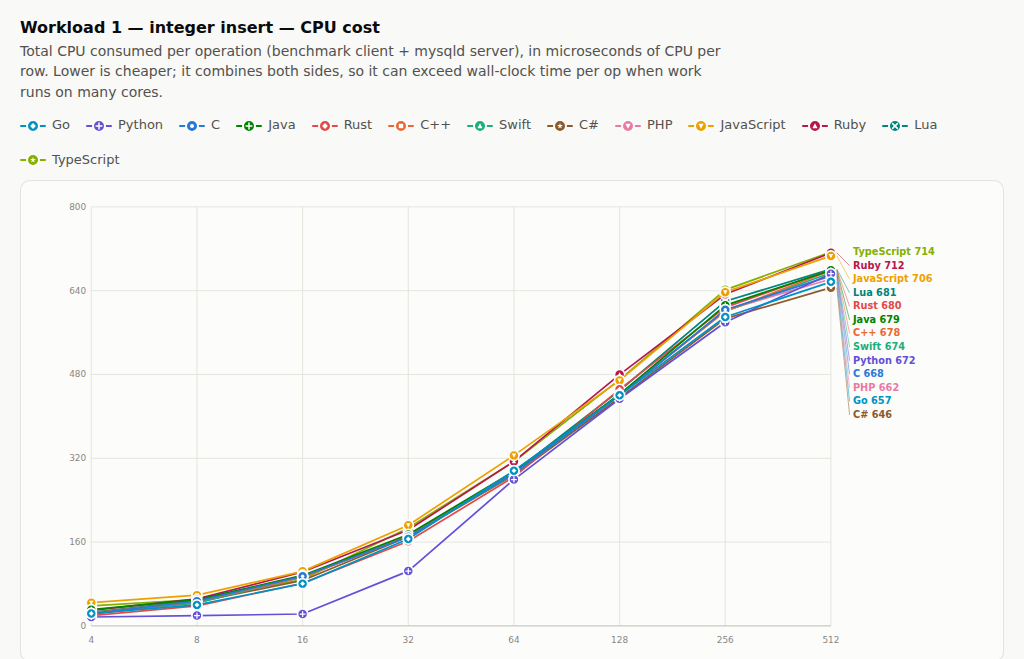 Workload 1 — integer insert — CPU cost
Total CPU consumed per operation (benchmark client + mysqld server), in microseconds of CPU per
row. Lower is cheaper; it combines both sides, so it can exceed wall-clock time per op when work
runs on many cores.
Go Python C Java Rust C++ Swift C# PHP JavaScript Ruby Lua
TypeScript
800
640
480
320
160
0
4 8 16 32 64 128 256 512
TypeScript 714
Ruby 712
JavaScript 706
Lua 681
Rust 680
Java 679
C++ 678
Swift 674
Python 672
C 668
PHP 662
Go 657
C# 646